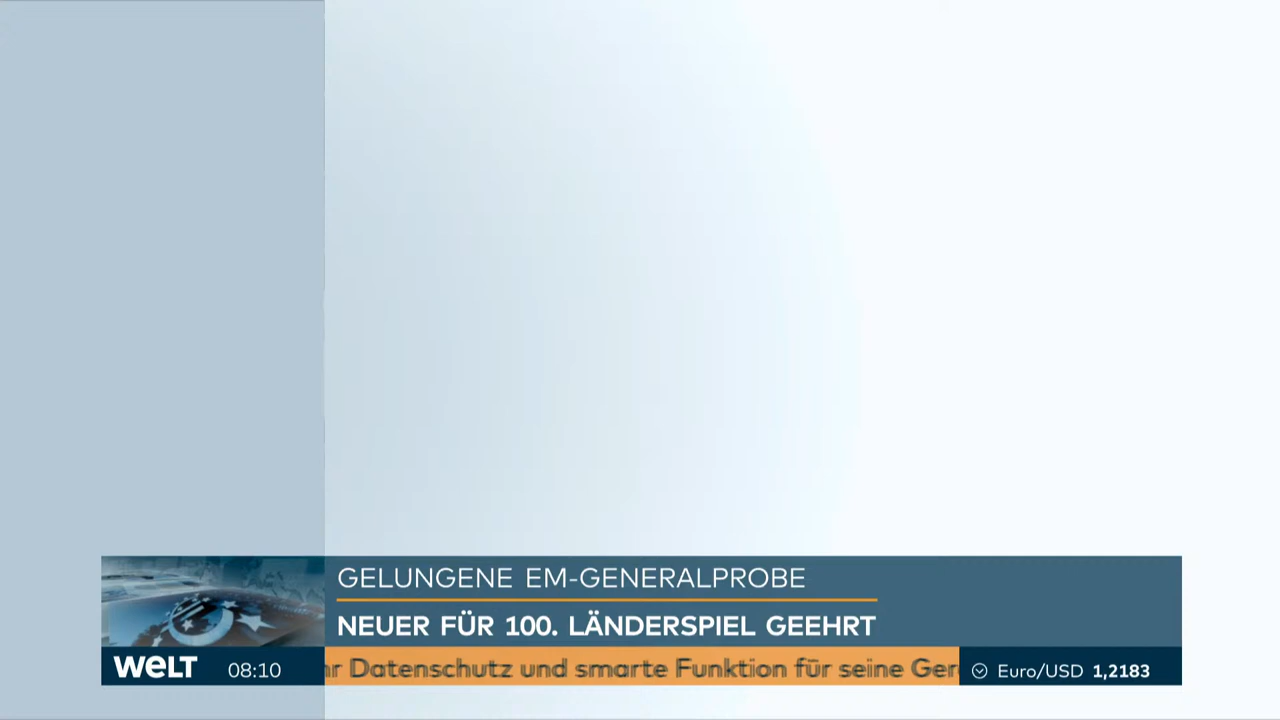 GELUNGENE EM-GENERALPROBE
NEUER FÜR 100. LÄNDERSPIEL GEEHRT
WELT 08:10 Datenschutz und smarte Funktion für seine Euro/USD 1,2183